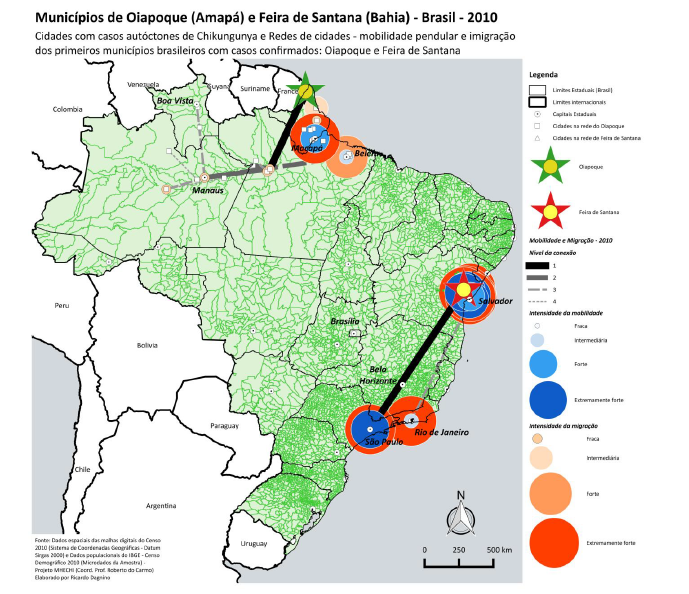 Municípios de Oiapoque (Amapá) e Feira de Santana (Bahia) - Brasil - 2010
Cidades com casos autóctones de Chikungunya e Redes de cidades - mobilidade pendular e imigração
dos primeiros municípios brasileiros com casos confirmados: Oiapoque e Feira de Santana
Venezuela
Guyana
Suriname
France
Colombia
Boa Vista
Macapá
Belém
Manaus
Peru
Bolivia
Brasília
Salvador
Belo
Horizonte
Paraguay
São Paulo
Rio de Janeiro
Chile
Argentina
Uruguay
N
0 250 500 km
Fonte: Dados espaciais das malhas digitais do Censo
2010 (Sistema de Coordenadas Geográficas - Datum
Sirgas 2000) e Dados populacionais do IBGE - Censo
Demográfico 2010 (Microdados da Amostra) -
Projeto MHECHI (Coord. Prof. Roberto do Carmo)
Elaborado por Ricardo Dagnino
Legenda
Limites Estaduais (Brasil)
Limites Internacionais
Capitais Estaduais
Cidades na rede do Oiapoque
Cidades na rede de Feira de Santana
Oiapoque
Feira de Santana
Mobilidade e Migração - 2010
Nível da conexão
1
2
3
4
Intensidade da mobilidade
Fraca
Intermediária
Forte
Extremamente forte
Intensidade da migração
Fraca
Intermediária
Forte
Extremamente forte